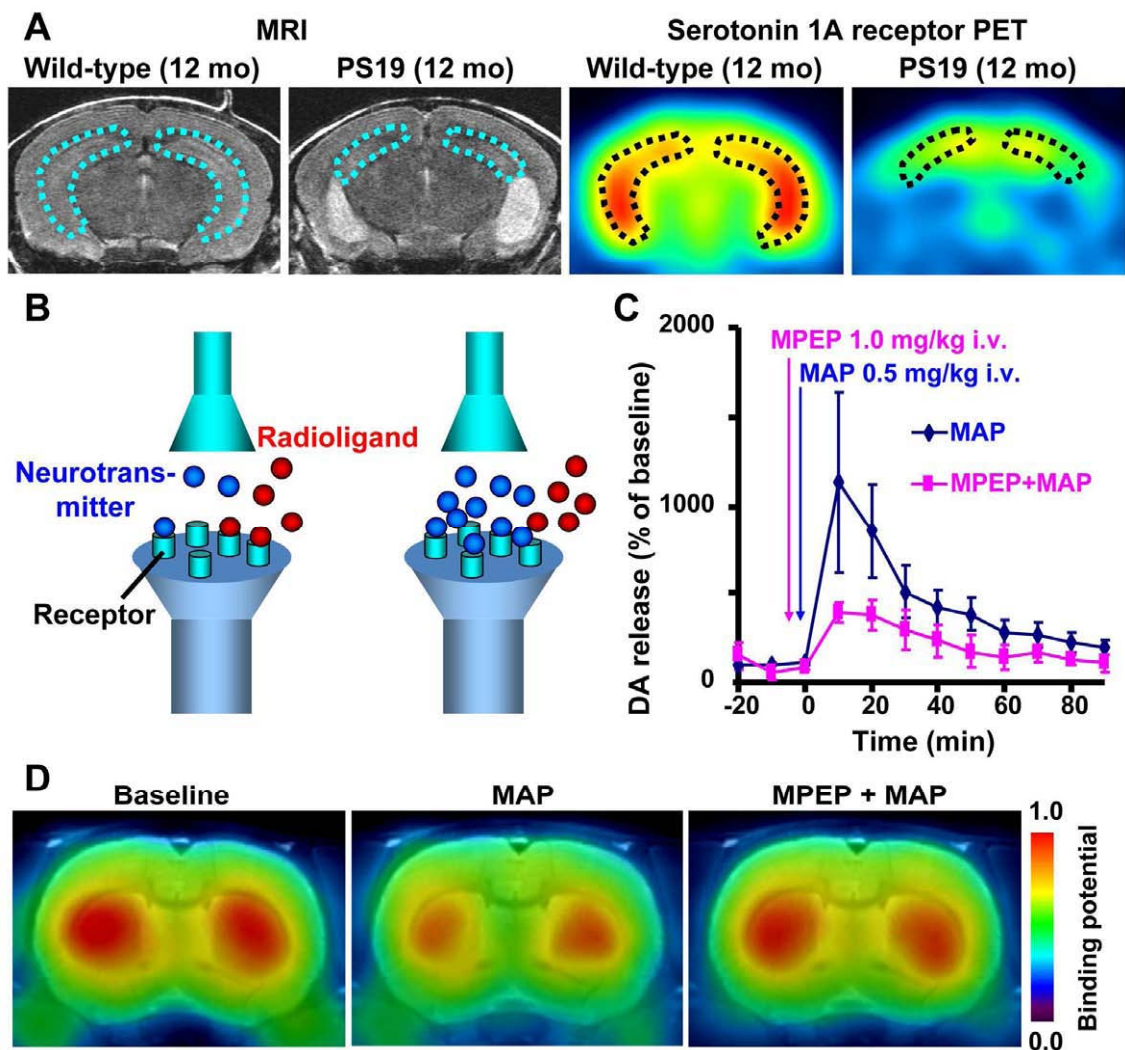 A
MRI
Serotonin 1A receptor PET
Wild-type (12 mo)
PS19 (12 mo)
Wild-type (12 mo)
PS19 (12 mo)
B
Radioligand
Neurotrans-
mitter
Receptor
C
2000
1000
0
DA release (% of baseline)
MPEP 1.0 mg/kg i.v.
MAP 0.5 mg/kg i.v.
MAP
MPEP+MAP
-20 0 20 40 60 80
Time (min)
D
Baseline
MAP
MPEP + MAP
1.0
Binding potential
0.0